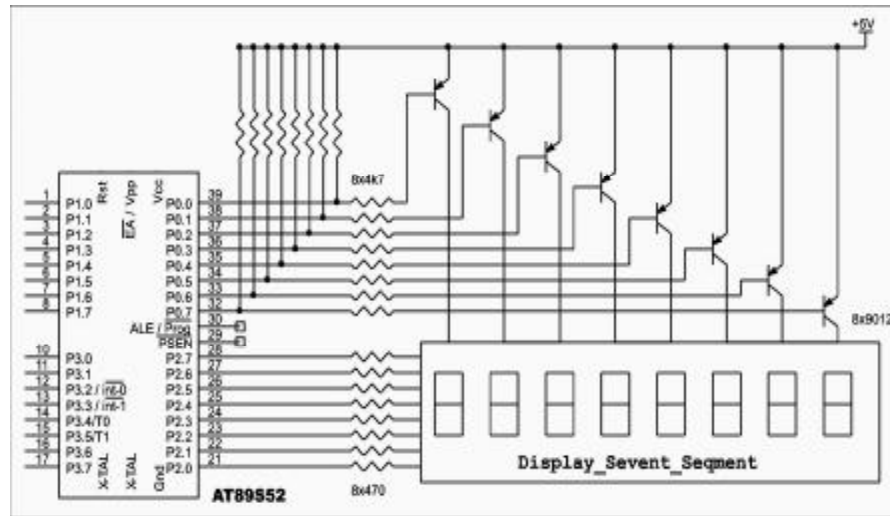 +5V
8x4k7
8x9012
1 P1.0
2 P1.1
3 P1.2
4 P1.3
5 P1.4
6 P1.5
7 P1.6
8 P1.7
10 P3.0
11 P3.1
12 P3.2 / int-0
13 P3.3 / int-1
14 P3.4/T0
15 P3.5/T1
16 P3.6
17 P3.7
Rst
EA / Vpp
Vcc
X-TAL
X-TAL
Gnd
P0.0 39
P0.1 38
P0.2 37
P0.3 36
P0.4 35
P0.5 34
P0.6 33
P0.7 32
ALE / Prog 30
PSEN 29
P2.7 28
P2.6 27
P2.5 26
P2.4 25
P2.3 24
P2.2 23
P2.1 22
P2.0 21
AT89S52
8x470
Display_Sevent_Seqment